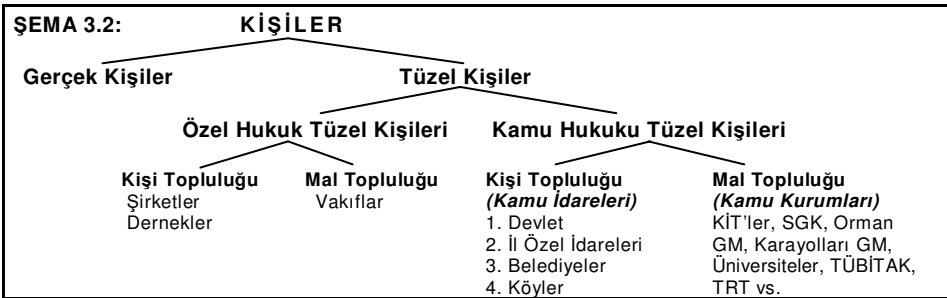 ŞEMA 3.2: KİŞİLER
Gerçek Kişiler Tüzel Kişiler
Özel Hukuk Tüzel Kişileri Kamu Hukuku Tüzel Kişileri
Kişi Topluluğu
Şirketler
Dernekler
Mal Topluluğu
Vakıflar
Kişi Topluluğu
(Kamu İdareleri)
1. Devlet
2. İl Özel İdareleri
3. Belediyeler
4. Köyler
Mal Topluluğu
(Kamu Kurumları)
KİT’ler, SGK, Orman
GM, Karayolları GM,
Üniversiteler, TÜBİTAK,
TRT vs.